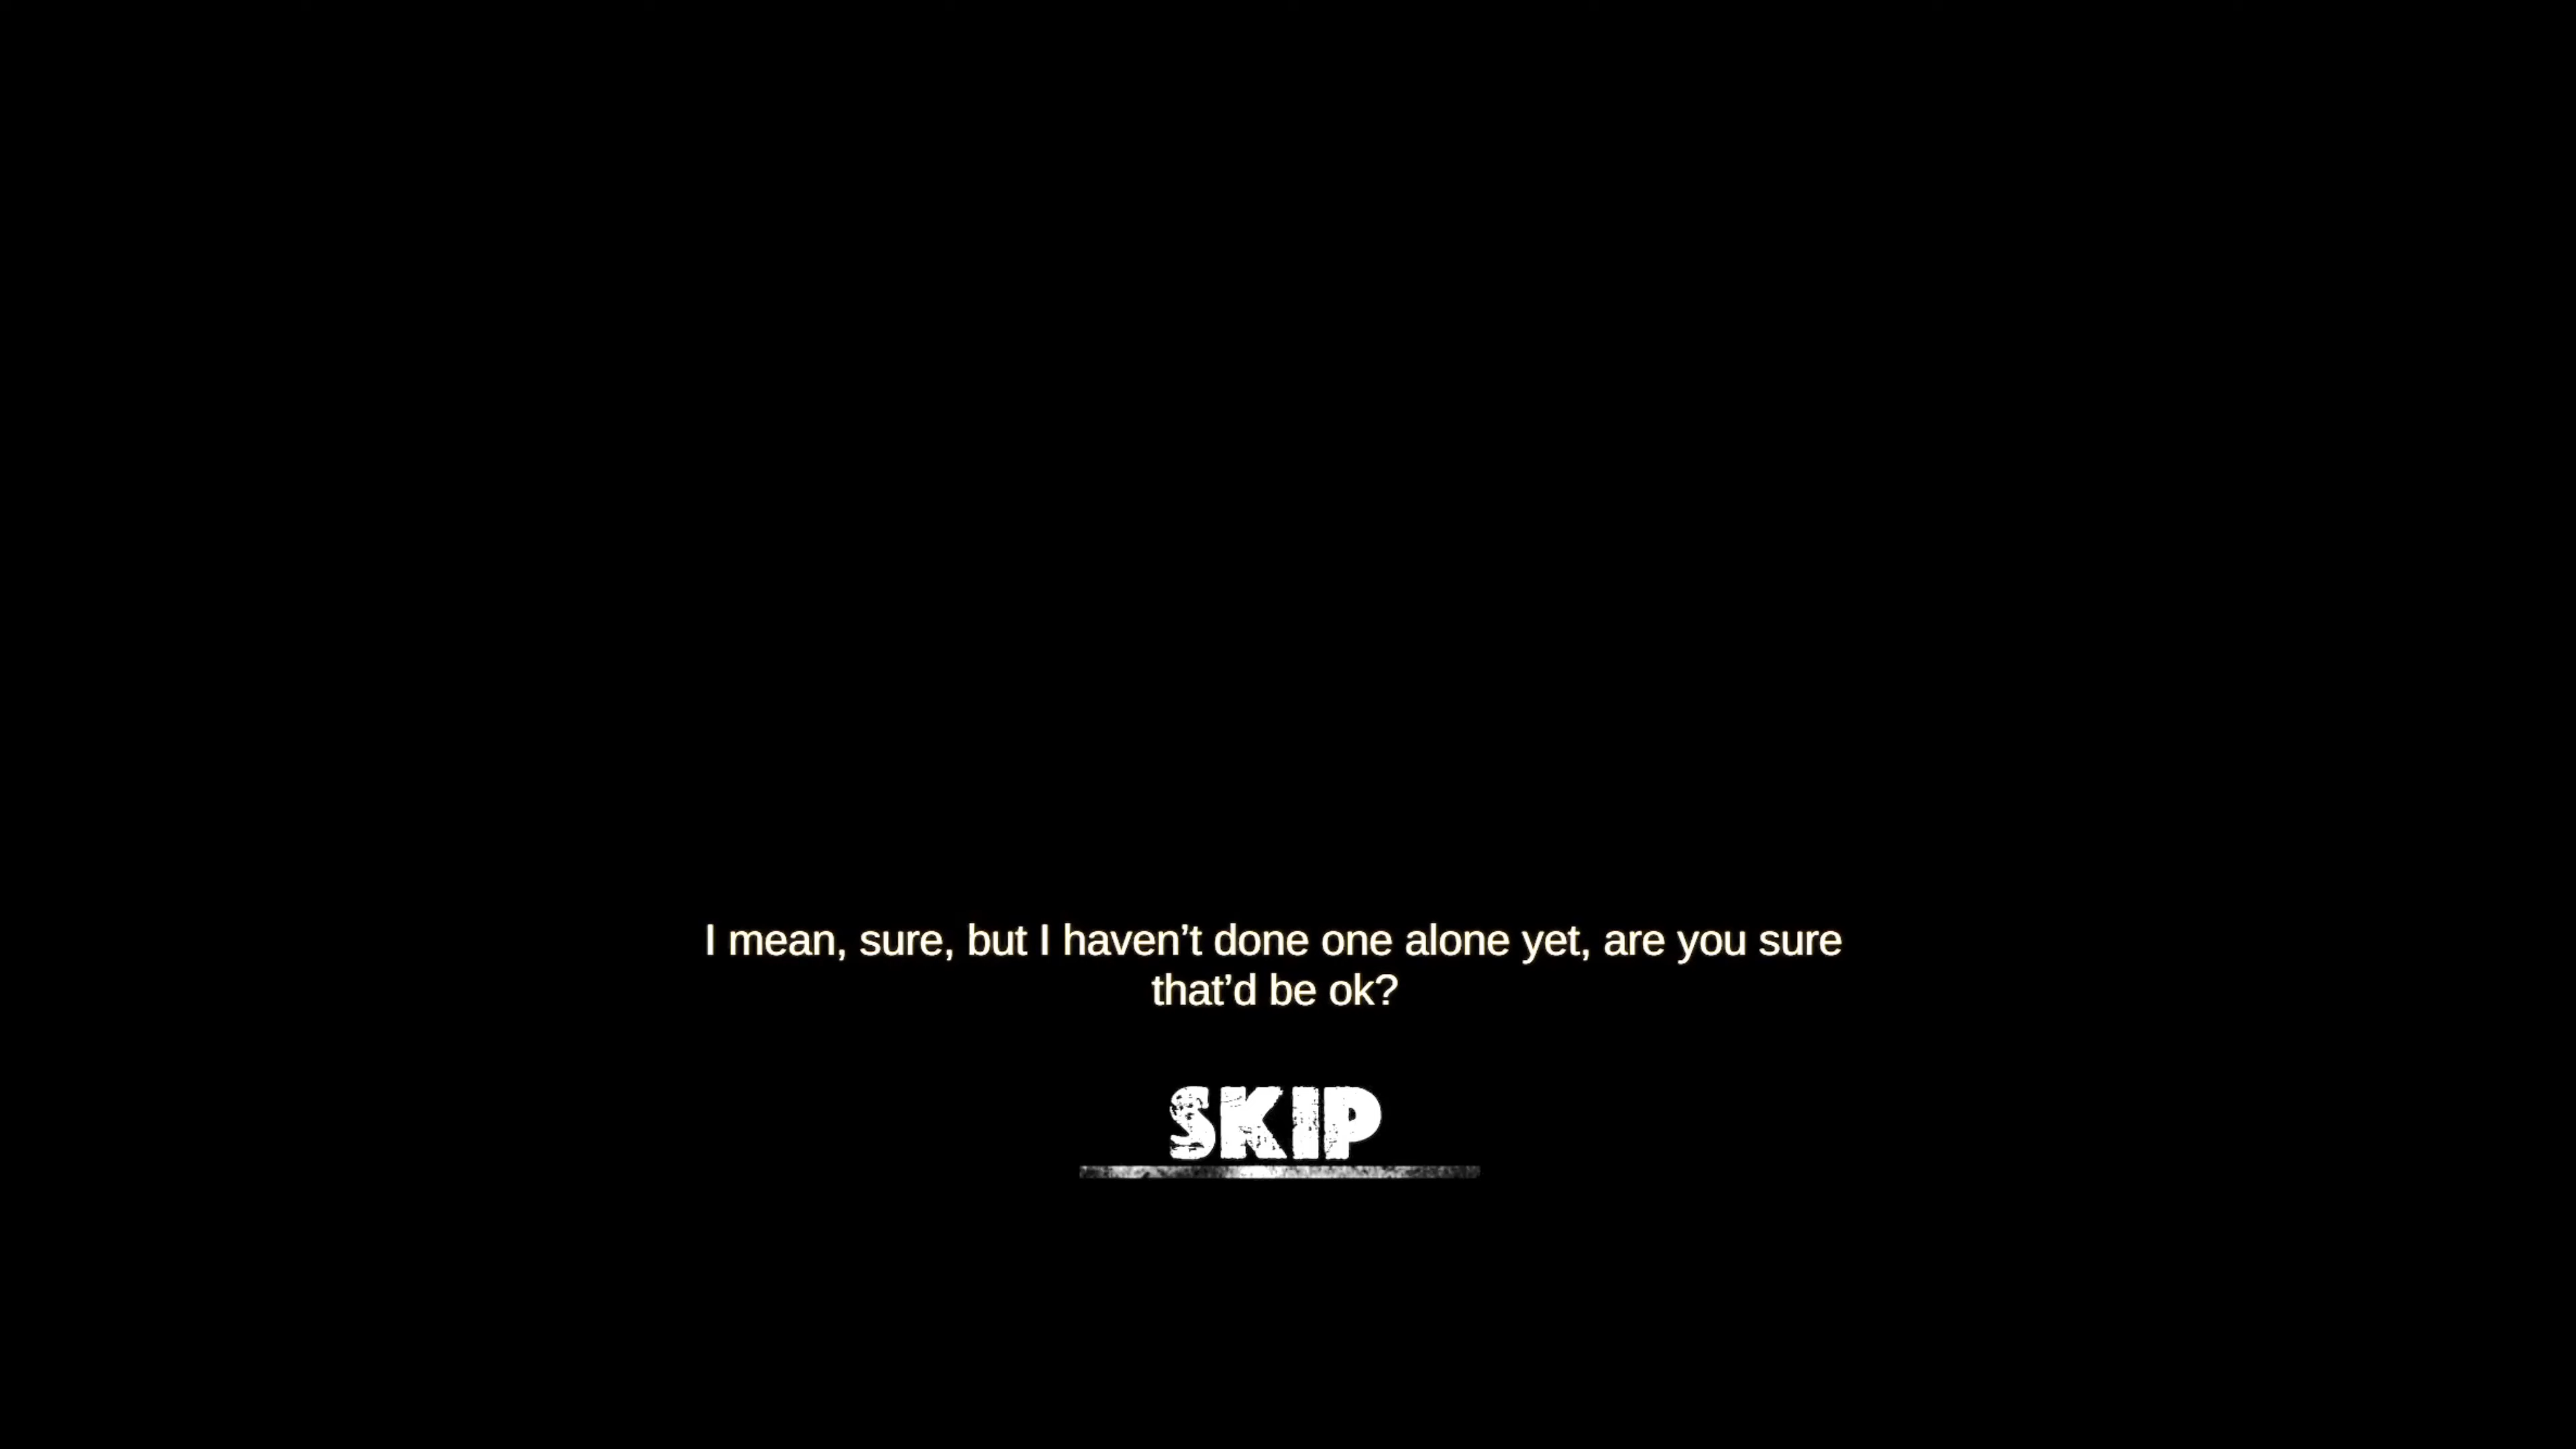 I mean, sure, but I haven’t done one alone yet, are you sure
that’d be ok?
SKIP